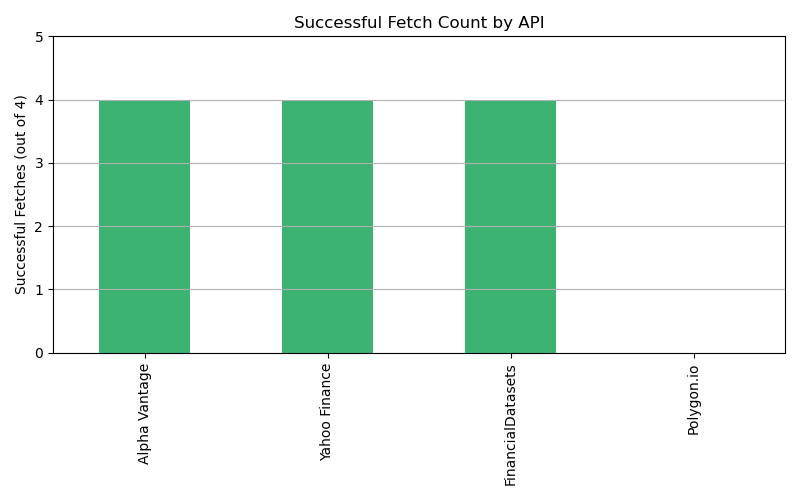 Successful Fetch Count by API
Successful Fetches (out of 4)
5
4
3
2
1
0
Alpha Vantage
Yahoo Finance
FinancialDatasets
Polygon.io